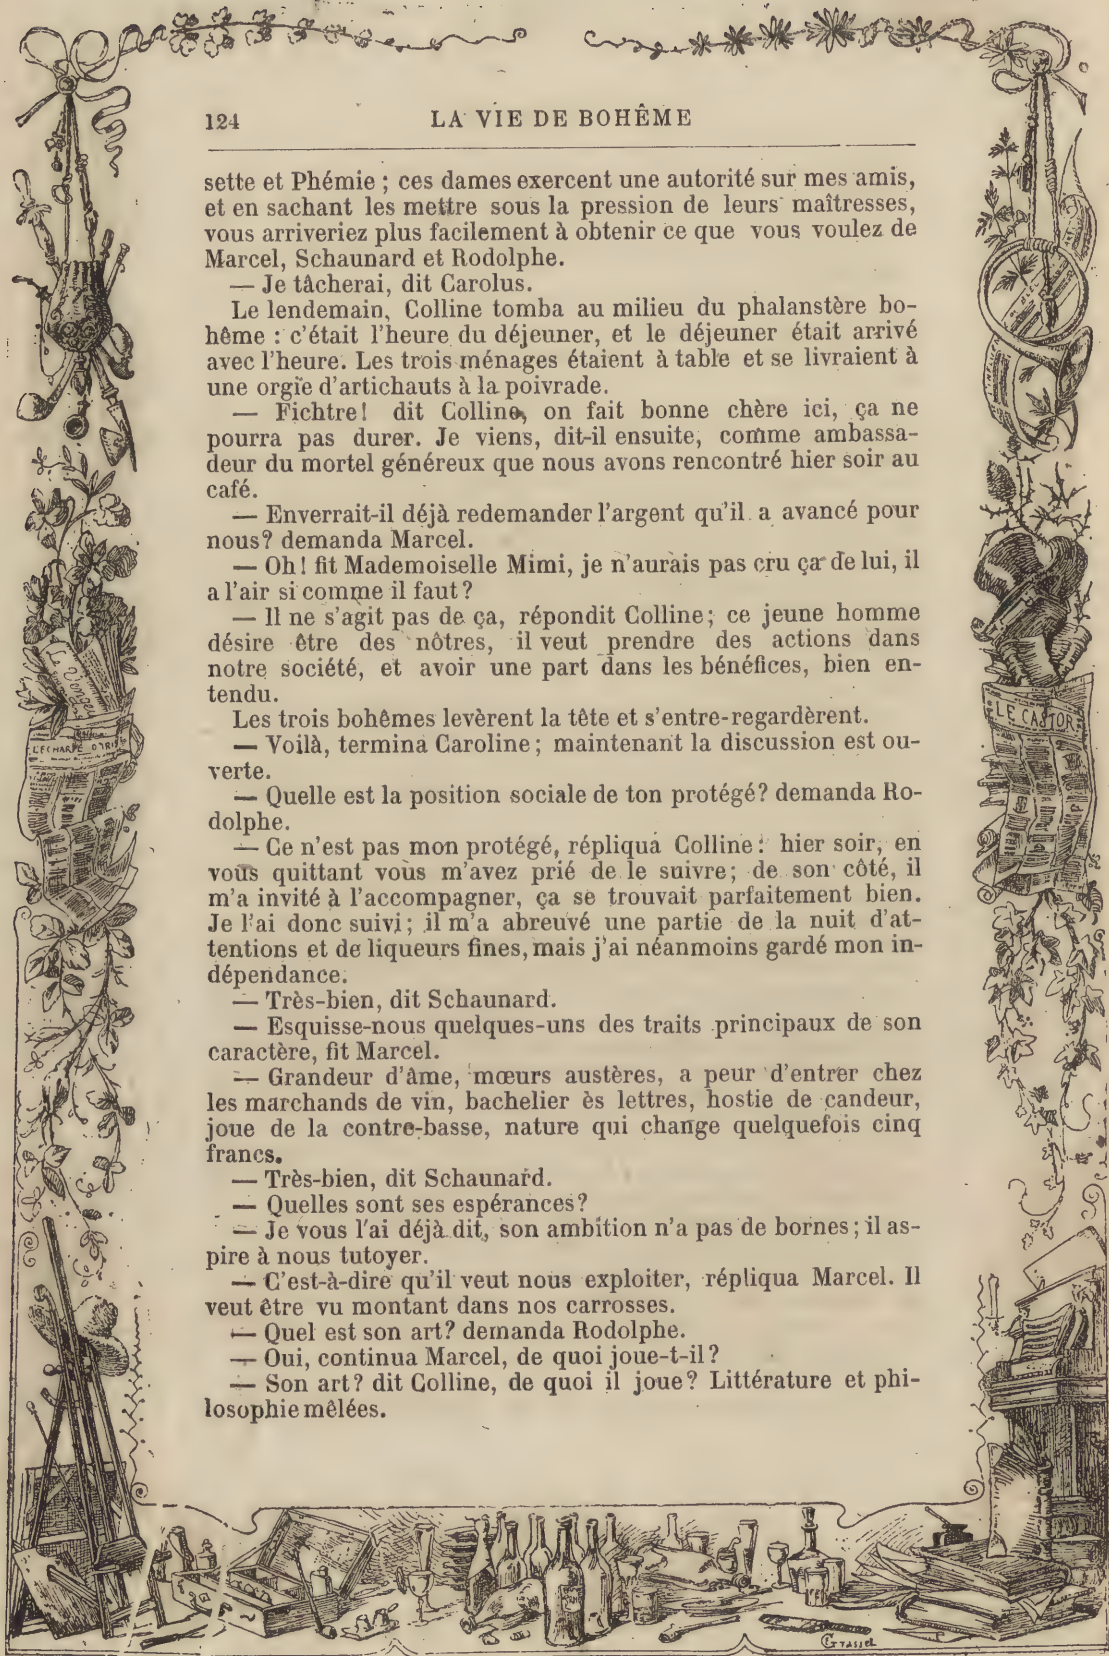 124 LA VIE DE BOHÊME
sette et Phémie ; ces dames exercent une autorité sur mes amis,
et en sachant les mettre sous la pression de leurs maîtresses,
vous arriveriez plus facilement à obtenir ce que vous voulez de
Marcel, Schaunard et Rodolphe.
— Je tâcherai, dit Carolus.
Le lendemain, Colline tomba au milieu du phalanstère bo-
hême : c'était l'heure du déjeuner, et le déjeuner était arrivé
avec l'heure. Les trois ménages étaient à table et se livraient à
une orgie d'artichauts à la poivrade.
— Fichtre! dit Colline, on fait bonne chère ici, ça ne
pourra pas durer. Je viens, dit-il ensuite, comme ambassa-
deur du mortel généreux que nous avons rencontré hier soir au
café.
— Enverrait-il déjà redemander l'argent qu'il a avancé pour
nous? demanda Marcel.
— Oh! fit Mademoiselle Mimi, je n'aurais pas cru ça de lui, il
a l'air si comme il faut?
— Il ne s'agit pas de ça, répondit Colline; ce jeune homme
désire être des nôtres, il veut prendre des actions dans
notre société, et avoir une part dans les bénéfices, bien en-
tendu.
Les trois bohêmes levèrent la tête et s'entre-regardèrent.
— Voilà, termina Caroline; maintenant la discussion est ou-
verte.
— Quelle est la position sociale de ton protégé? demanda Ro-
dolphe.
— Ce n'est pas mon protégé, répliqua Colline: hier soir, en
vous quittant vous m'avez prié de le suivre; de son côté, il
m'a invité à l'accompagner, ça se trouvait parfaitement bien.
Je l'ai donc suivi; il m'a abreuvé une partie de la nuit d'at-
tentions et de liqueurs fines, mais j'ai néanmoins gardé mon in-
dépendance.
— Très-bien, dit Schaunard.
— Esquisse-nous quelques-uns des traits principaux de son
caractère, fit Marcel.
— Grandeur d'âme, mœurs austères, a peur d'entrer chez
les marchands de vin, bachelier ès lettres, hostie de candeur,
joue de la contre-basse, nature qui change quelquefois cinq
francs.
— Très-bien, dit Schaunard.
— Quelles sont ses espérances?
— Je vous l'ai déjà dit, son ambition n'a pas de bornes; il as-
pire à nous tutoyer.
— C'est-à-dire qu'il veut nous exploiter, répliqua Marcel. Il
veut être vu montant dans nos carrosses.
— Quel est son art? demanda Rodolphe.
— Oui, continua Marcel, de quoi joue-t-il?
— Son art? dit Colline, de quoi il joue? Littérature et phi-
losophie mêlées.
L'ECHARPE D'IRIS
LE CASTOR
Grasset